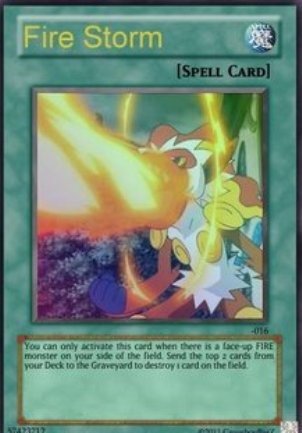 Fire Storm
SPELL
[SPELL CARD]
-016
You can only activate this card when there is a face-up FIRE
monster on your side of the field. Send the top 2 cards from
your Deck to the Graveyard to destroy 1 card on the field.